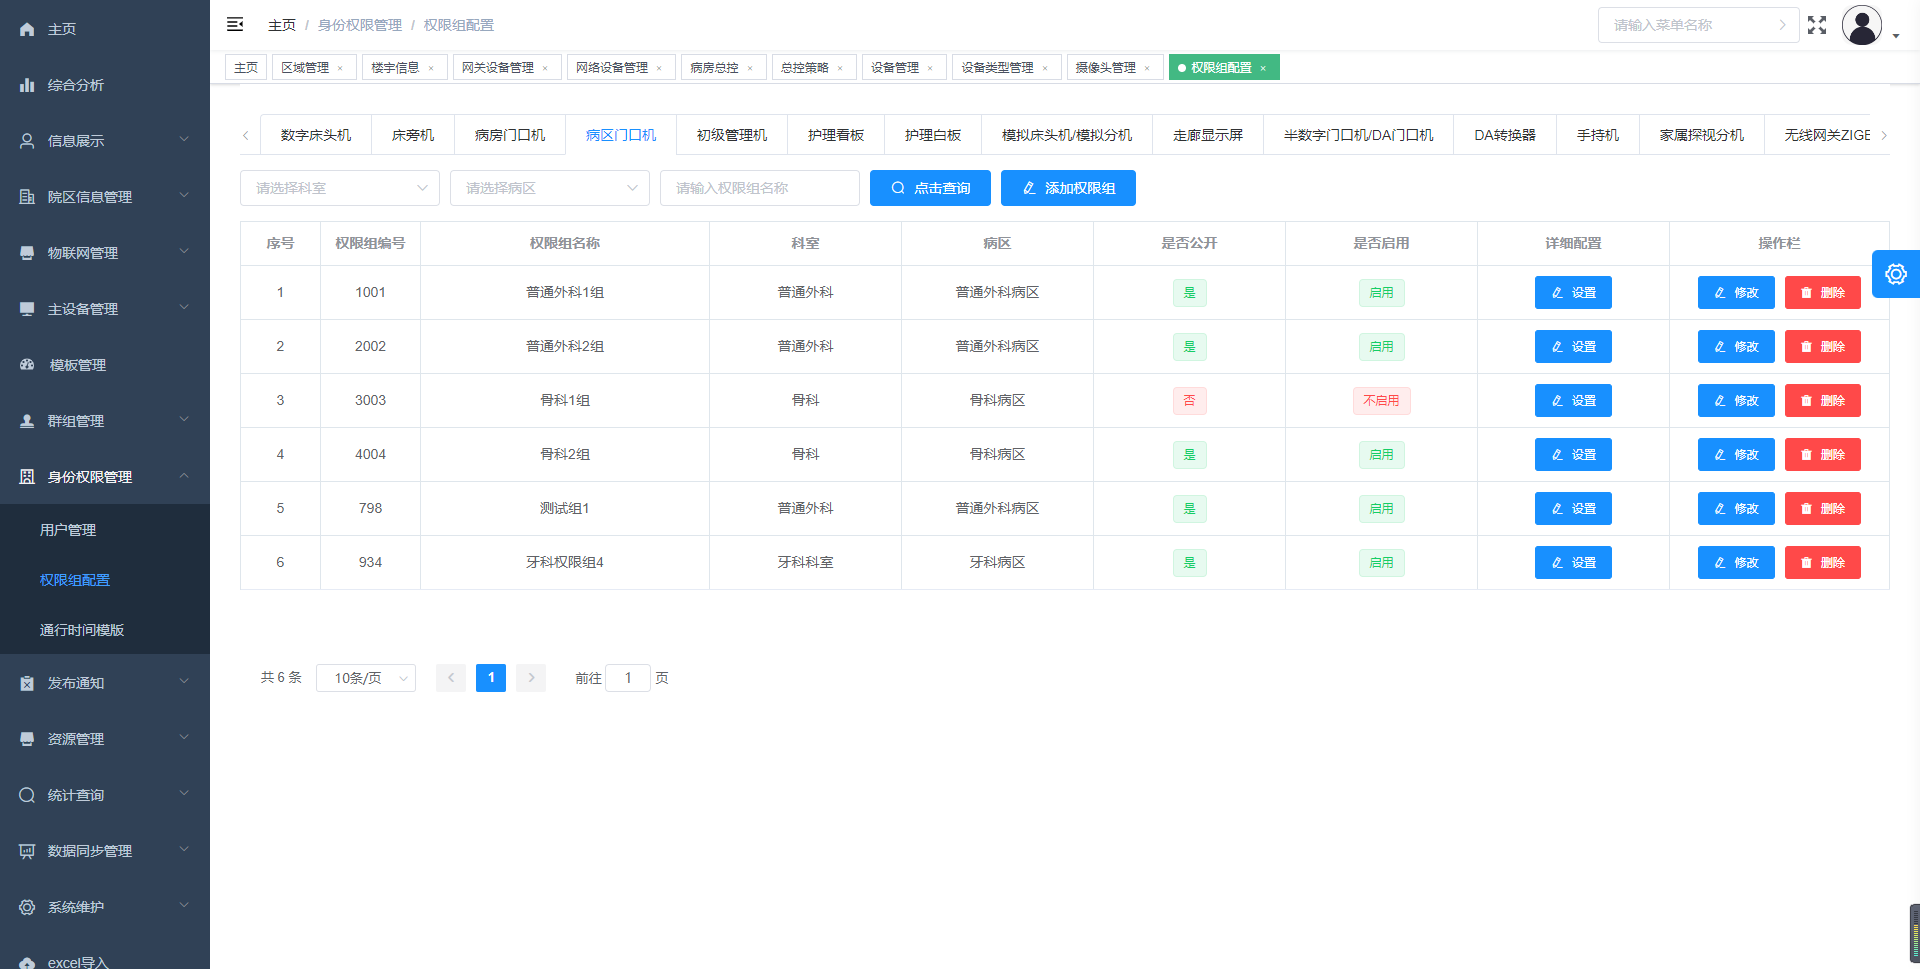 主页
综合分析
信息展示
院区信息管理
物联网管理
主设备管理
模板管理
群组管理
身份权限管理
用户管理
权限组配置
通行时间模版
发布通知
资源管理
统计查询
数据同步管理
系统维护
excel导入
主页 / 身份权限管理 / 权限组配置
请输入菜单名称
主页 区域管理 × 楼宇信息 × 网关设备管理 × 网络设备管理 × 病房总控 × 总控策略 × 设备管理 × 设备类型管理 × 摄像头管理 × 权限组配置 ×
数字床头机 床旁机 病房门口机 病区门口机 初级管理机 护理看板 护理白板 模拟床头机/模拟分机 走廊显示屏 半数字门口机/DA门口机 DA转换器 手持机 家属探视分机 无线网关ZIGE
请选择科室 请选择病区 请输入权限组名称 点击查询 添加权限组
序号 权限组编号 权限组名称 科室 病区 是否公开 是否启用 详细配置 操作栏
1 1001 普通外科1组 普通外科 普通外科病区 是 启用 设置 修改 删除
2 2002 普通外科2组 普通外科 普通外科病区 是 启用 设置 修改 删除
3 3003 骨科1组 骨科 骨科病区 否 不启用 设置 修改 删除
4 4004 骨科2组 骨科 骨科病区 是 启用 设置 修改 删除
5 798 测试组1 普通外科 普通外科病区 是 启用 设置 修改 删除
6 934 牙科权限组4 牙科科室 牙科病区 是 启用 设置 修改 删除
共 6 条 10条/页 1 前往 1 页